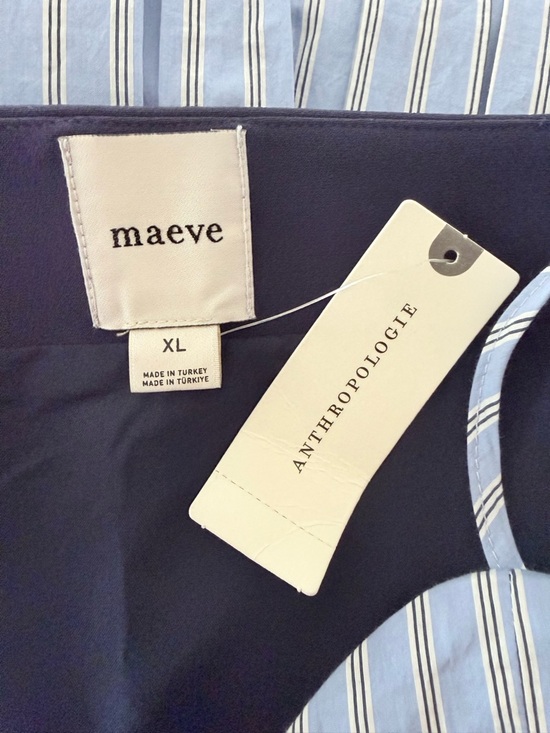 maeve
XL
MADE IN TURKEY
MADE IN TÜRKIYE
ANTHROPOLOGIE